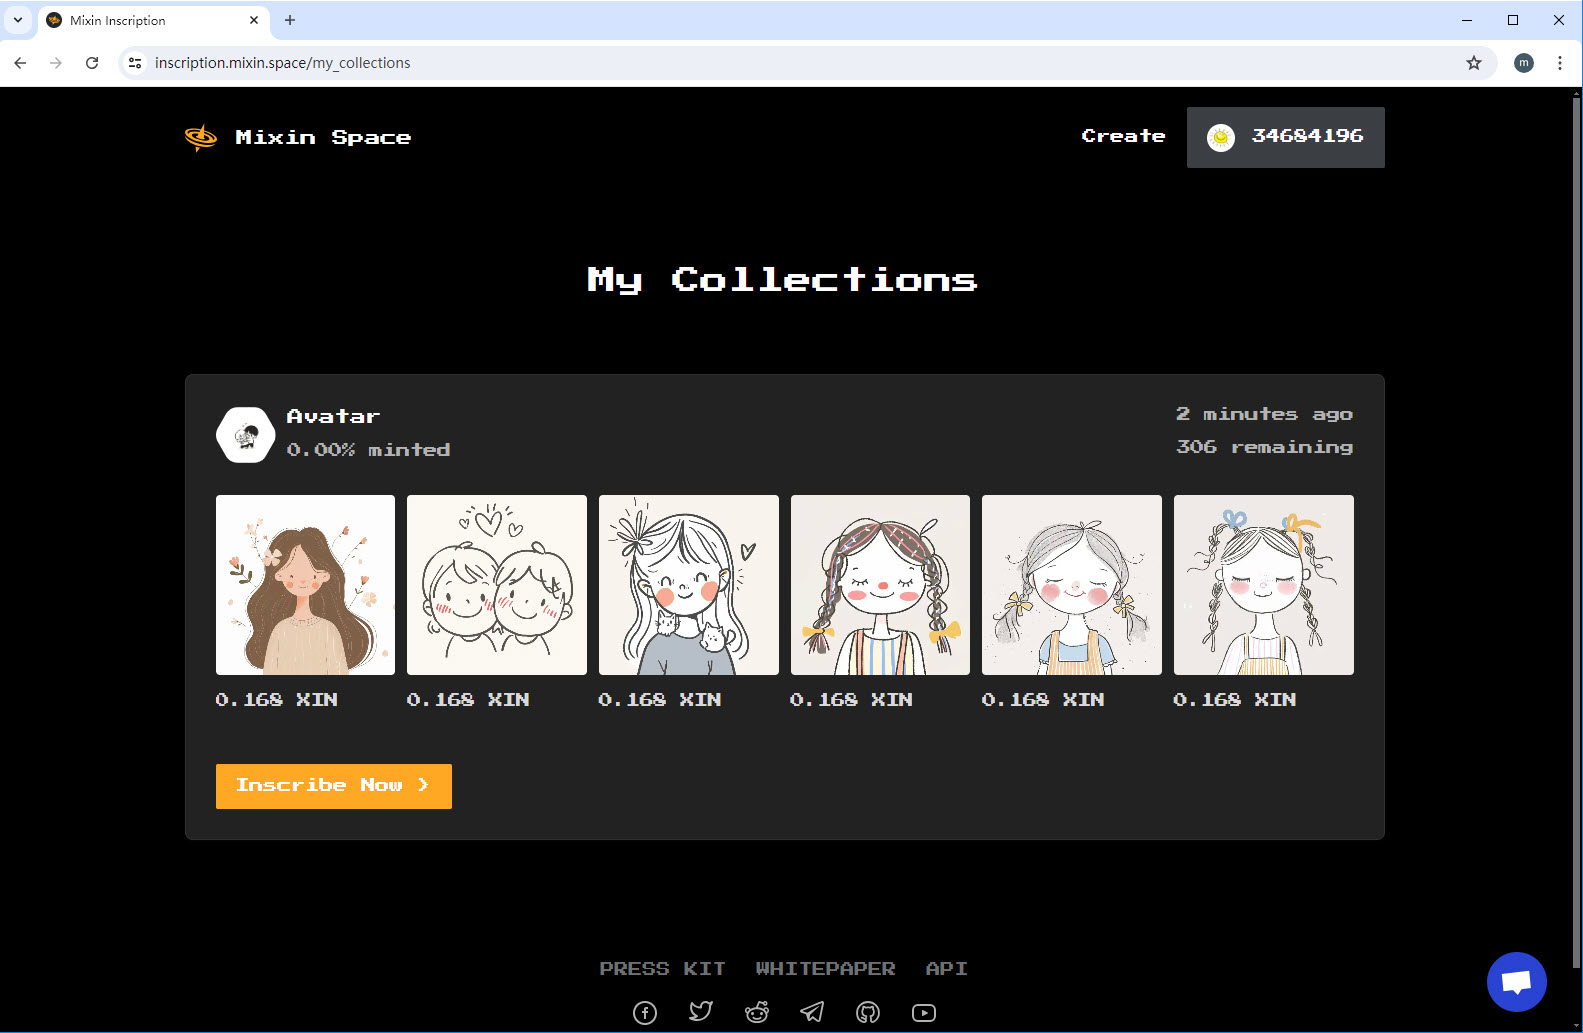 Mixin Inscription
inscription.mixin.space/my_collections
m
Mixin Space
Create
34684196
My Collections
Avatar
0.00% minted
2 minutes ago
306 remaining
0.168 XIN
0.168 XIN
0.168 XIN
0.168 XIN
0.168 XIN
0.168 XIN
Inscribe Now >
PRESS KIT
WHITEPAPER
API